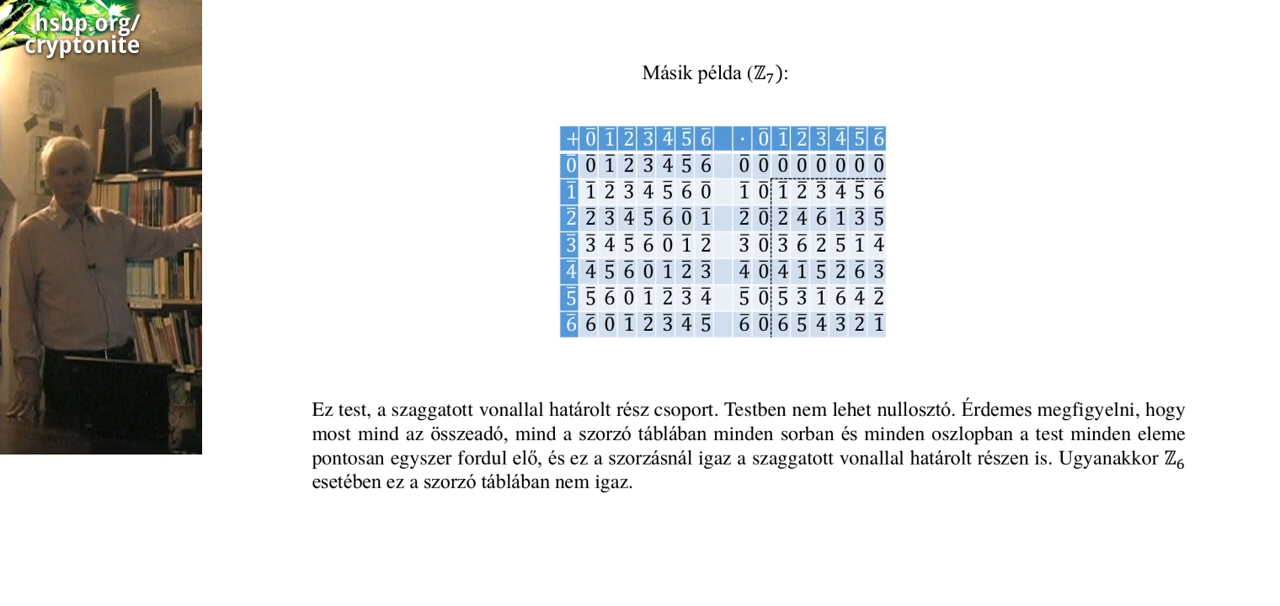 hsbp.org/
cryptonite
Másik példa (ℤ₇):
+ 0̅ 1̅ 2̅ 3̅ 4̅ 5̅ 6̅ · 0̅ 1̅ 2̅ 3̅ 4̅ 5̅ 6̅
0̅ 0̅ 1̅ 2̅ 3̅ 4̅ 5̅ 6̅ 0̅ 0̅ 0̅ 0̅ 0̅ 0̅ 0̅ 0̅
1̅ 1̅ 2̅ 3̅ 4̅ 5̅ 6̅ 0̅ 1̅ 0̅ 1̅ 2̅ 3̅ 4̅ 5̅ 6̅
2̅ 2̅ 3̅ 4̅ 5̅ 6̅ 0̅ 1̅ 2̅ 0̅ 2̅ 4̅ 6̅ 1̅ 3̅ 5̅
3̅ 3̅ 4̅ 5̅ 6̅ 0̅ 1̅ 2̅ 3̅ 0̅ 3̅ 6̅ 2̅ 5̅ 1̅ 4̅
4̅ 4̅ 5̅ 6̅ 0̅ 1̅ 2̅ 3̅ 4̅ 0̅ 4̅ 1̅ 5̅ 2̅ 6̅ 3̅
5̅ 5̅ 6̅ 0̅ 1̅ 2̅ 3̅ 4̅ 5̅ 0̅ 5̅ 3̅ 1̅ 6̅ 4̅ 2̅
6̅ 6̅ 0̅ 1̅ 2̅ 3̅ 4̅ 5̅ 6̅ 0̅ 6̅ 5̅ 4̅ 3̅ 2̅ 1̅
Ez test, a szaggatott vonallal határolt rész csoport. Testben nem lehet nullosztó. Érdemes megfigyelni, hogy
most mind az összeadó, mind a szorzó táblában minden sorban és minden oszlopban a test minden eleme
pontosan egyszer fordul elő, és ez a szorzásnál igaz a szaggatott vonallal határolt részen is. Ugyanakkor ℤ₆
esetében ez a szorzó táblában nem igaz.